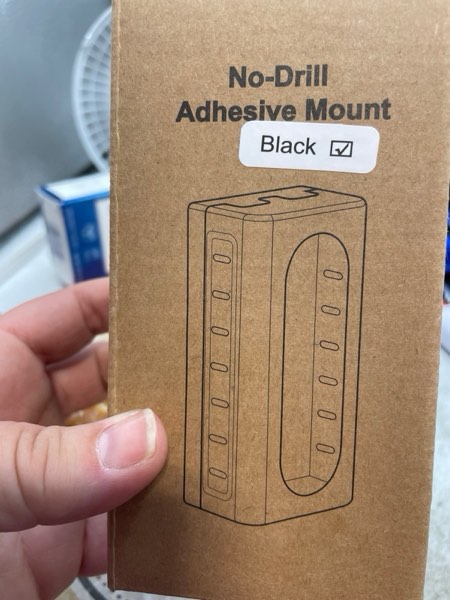 No-Drill
Adhesive Mount
Black ☑